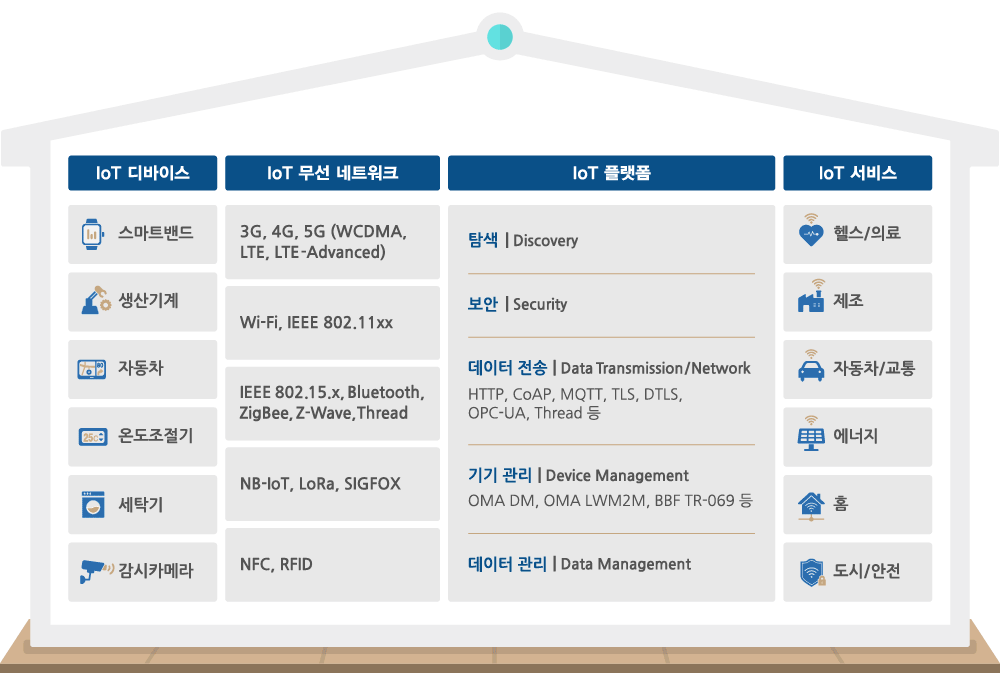 IoT 디바이스
스마트밴드
생산기계
자동차
온도조절기
25c
세탁기
감시카메라
IoT 무선 네트워크
3G, 4G, 5G (WCDMA,
LTE, LTE-Advanced)
Wi-Fi, IEEE 802.11xx
IEEE 802.15.x, Bluetooth,
ZigBee, Z-Wave,Thread
NB-IoT, LoRa, SIGFOX
NFC, RFID
IoT 플랫폼
탐색 | Discovery
보안 | Security
데이터 전송 | Data Transmission/Network
HTTP, CoAP, MQTT, TLS, DTLS,
OPC-UA, Thread 등
기기 관리 | Device Management
OMA DM, OMA LWM2M, BBF TR-069 등
데이터 관리 | Data Management
IoT 서비스
헬스/의료
제조
자동차/교통
에너지
홈
도시/안전